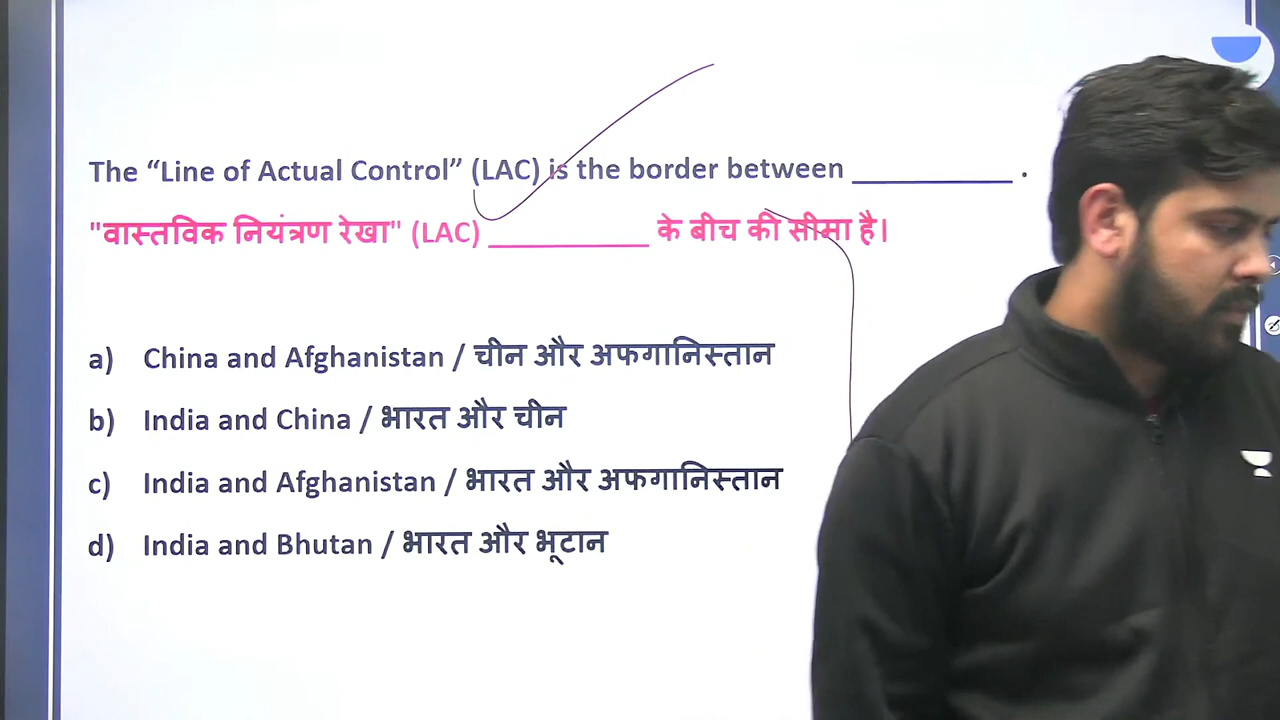 The “Line of Actual Control” (LAC) is the border between ___________ .
"वास्तविक नियंत्रण रेखा" (LAC) ___________ के बीच की सीमा है।
a) China and Afghanistan / चीन और अफगानिस्तान
b) India and China / भारत और चीन
c) India and Afghanistan / भारत और अफगानिस्तान
d) India and Bhutan / भारत और भूटान